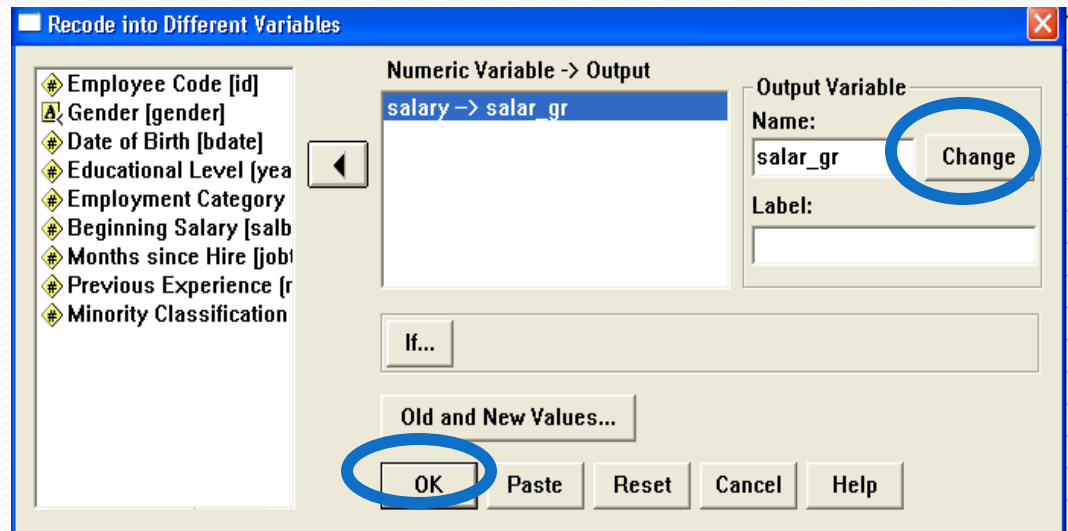 Recode into Different Variables
Employee Code [id]
Gender [gender]
Date of Birth [bdate]
Educational Level [yea
Employment Category
Beginning Salary [salb
Months since Hire [jobt
Previous Experience [r
Minority Classification
Numeric Variable -> Output
salary --> salar_gr
Output Variable
Name:
salar_gr
Change
Label:
If...
Old and New Values...
OK
Paste
Reset
Cancel
Help